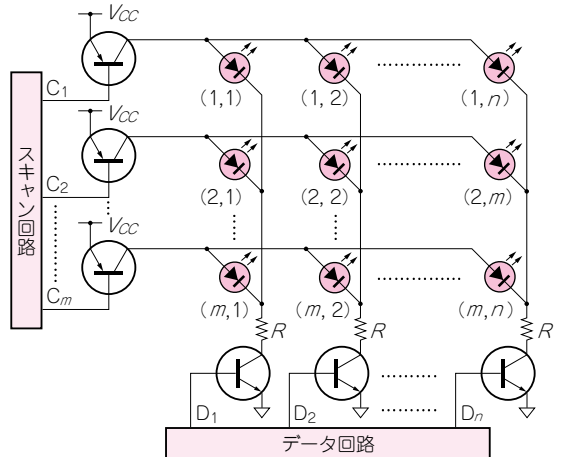 VCC
C1
(1,1) (1,2) (1,n)
VCC
スキャン回路
C2
(2,1) (2,2) (2,m)
VCC
Cm
(m,1) (m,2) (m,n)
R R R
D1 D2 Dn
データ回路